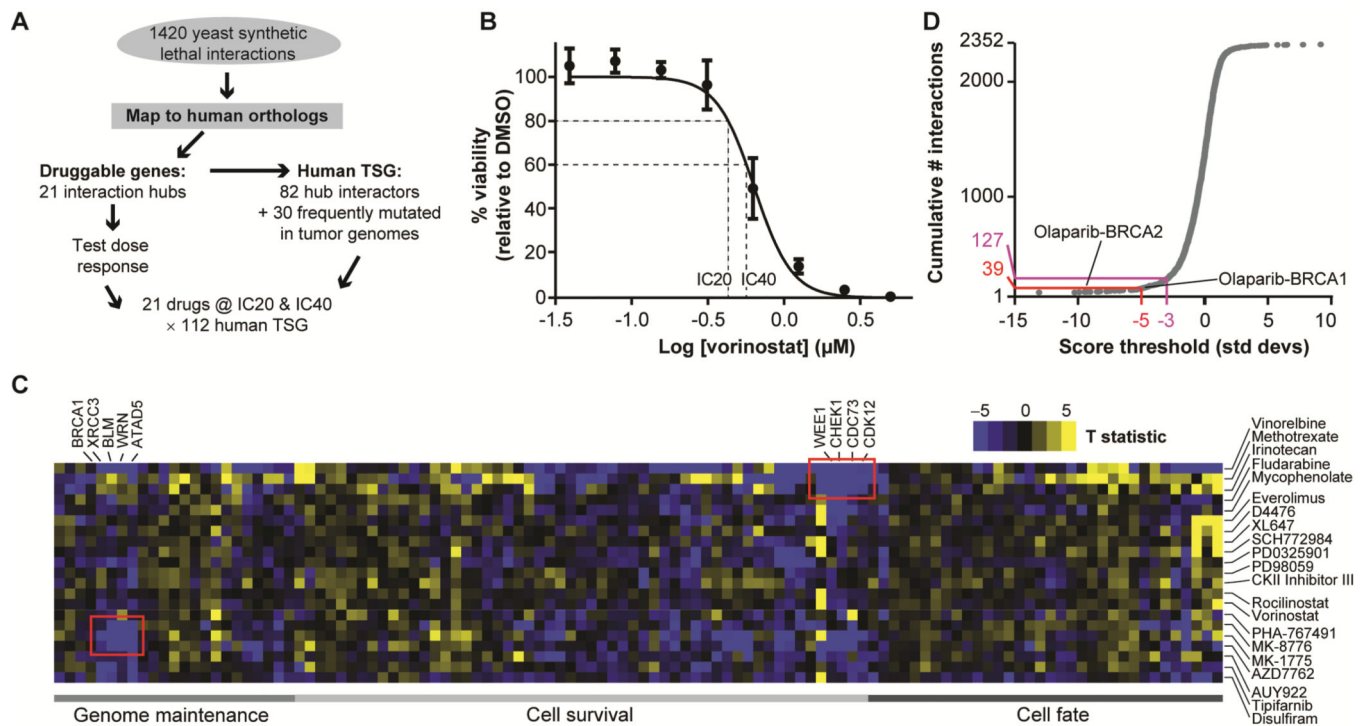 A
1420 yeast synthetic
lethal interactions
Map to human orthologs
Druggable genes:
21 interaction hubs
Human TSG:
82 hub interactors
+ 30 frequently mutated
in tumor genomes
Test dose
response
21 drugs @ IC20 & IC40
× 112 human TSG
B
% viability
(relative to DMSO)
100
80
60
40
20
0
IC20
IC40
-1.5
-1.0
-0.5
0.0
0.5
Log [vorinostat] (µM)
D
Cumulative # interactions
2352
2000
1000
127
39
1
Olaparib-BRCA2
Olaparib-BRCA1
-15
-10
-5
-3
0
5
10
Score threshold (std devs)
C
BRCA1
XRCC3
BLM
WRN
ATAD5
WEE1
CHEK1
CDC73
CDK12
−5
0
5
T statistic
Vinorelbine
Methotrexate
Irinotecan
Fludarabine
Mycophenolate
Everolimus
D4476
XL647
SCH772984
PD0325901
PD98059
CKII Inhibitor III
Rocilinostat
Vorinostat
PHA-767491
MK-8776
MK-1775
AZD7762
AUY922
Tipifarnib
Disulfiram
Genome maintenance
Cell survival
Cell fate